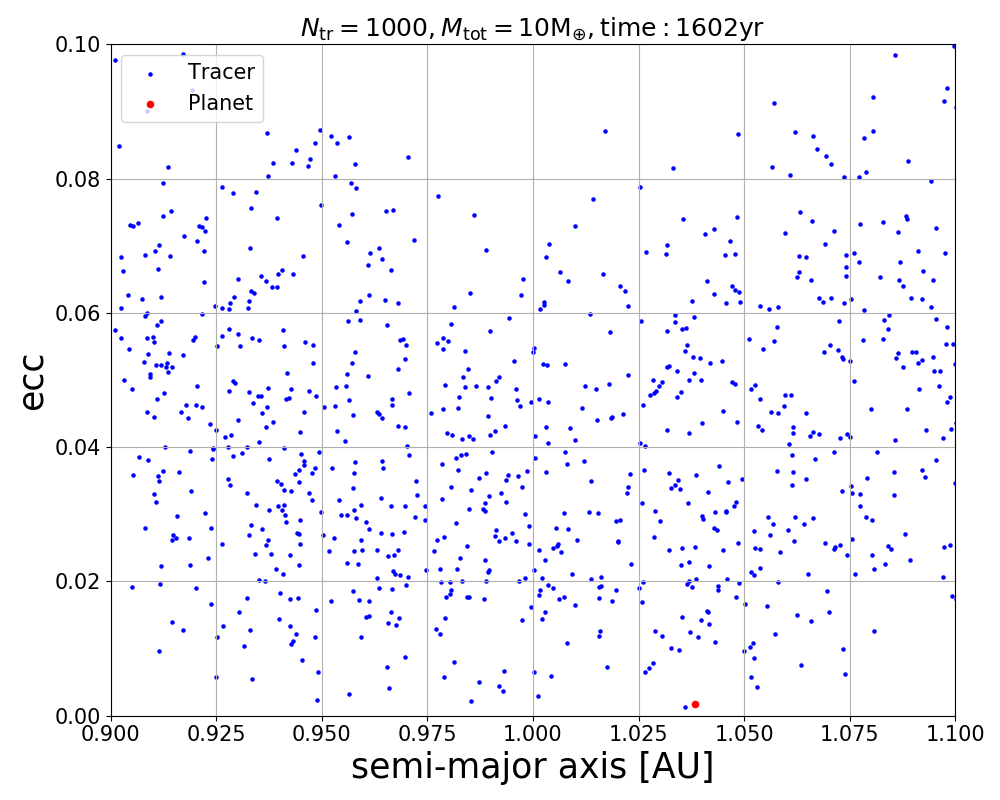 N_tr = 1000, M_tot = 10M_⊕, time : 1602yr
0.10
Tracer
Planet
0.08
0.06
ecc
0.04
0.02
0.00
0.900 0.925 0.950 0.975 1.000 1.025 1.050 1.075 1.100
semi-major axis [AU]